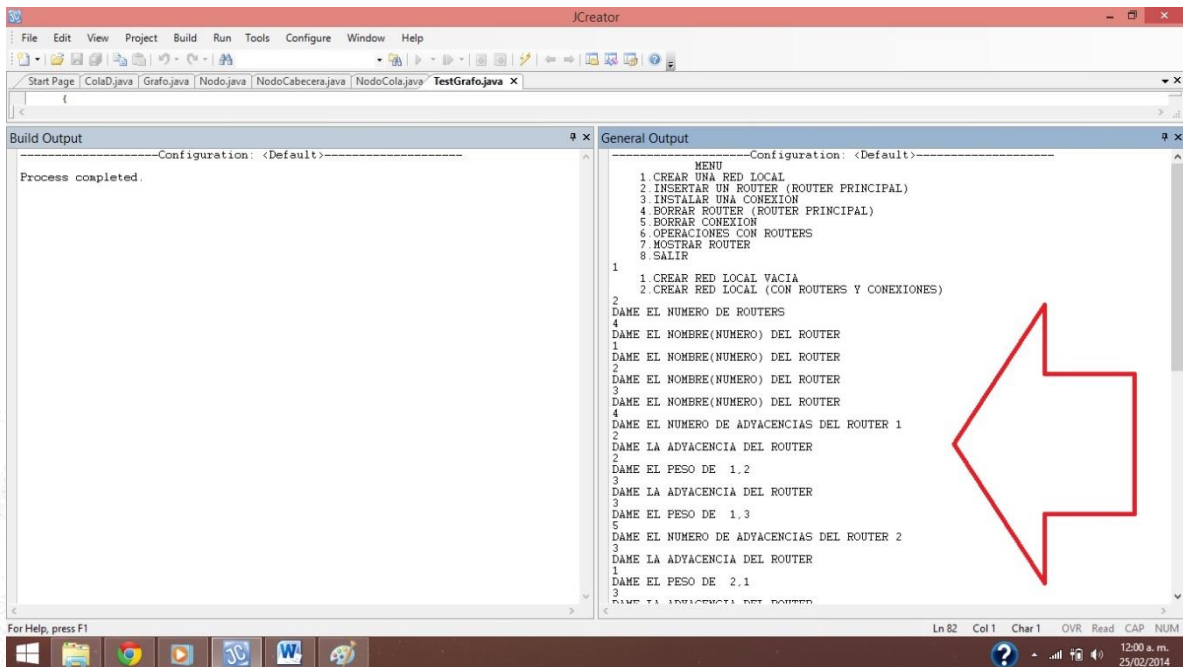 JCreator
File Edit View Project Build Run Tools Configure Window Help
Start Page ColaD.java Grafo.java Nodo.java NodoCabecera.java NodoCola.java TestGrafo.java
{
Build Output
--------------------Configuration: <Default>--------------------
Process completed.
General Output
--------------------Configuration: <Default>--------------------
MENU
1.CREAR UNA RED LOCAL
2.INSERTAR UN ROUTER (ROUTER PRINCIPAL)
3.INSTALAR UNA CONEXION
4.BORRAR ROUTER (ROUTER PRINCIPAL)
5.BORRAR CONEXION
6.OPERACIONES CON ROUTERS
7.MOSTRAR ROUTER
8.SALIR
1
1.CREAR RED LOCAL VACIA
2.CREAR RED LOCAL (CON ROUTERS Y CONEXIONES)
2
DAME EL NUMERO DE ROUTERS
4
DAME EL NOMBRE(NUMERO) DEL ROUTER
1
DAME EL NOMBRE(NUMERO) DEL ROUTER
2
DAME EL NOMBRE(NUMERO) DEL ROUTER
3
DAME EL NOMBRE(NUMERO) DEL ROUTER
4
DAME EL NUMERO DE ADYACENCIAS DEL ROUTER 1
2
DAME LA ADYACENCIA DEL ROUTER
2
DAME EL PESO DE 1,2
3
DAME LA ADYACENCIA DEL ROUTER
3
DAME EL PESO DE 1,3
5
DAME EL NUMERO DE ADYACENCIAS DEL ROUTER 2
3
DAME LA ADYACENCIA DEL ROUTER
1
DAME EL PESO DE 2,1
3
DAME LA ADYACENCIA DEL ROUTER
For Help, press F1
Ln 82 Col 1 Char 1 OVR Read CAP NUM
12:00 a. m.
25/02/2014